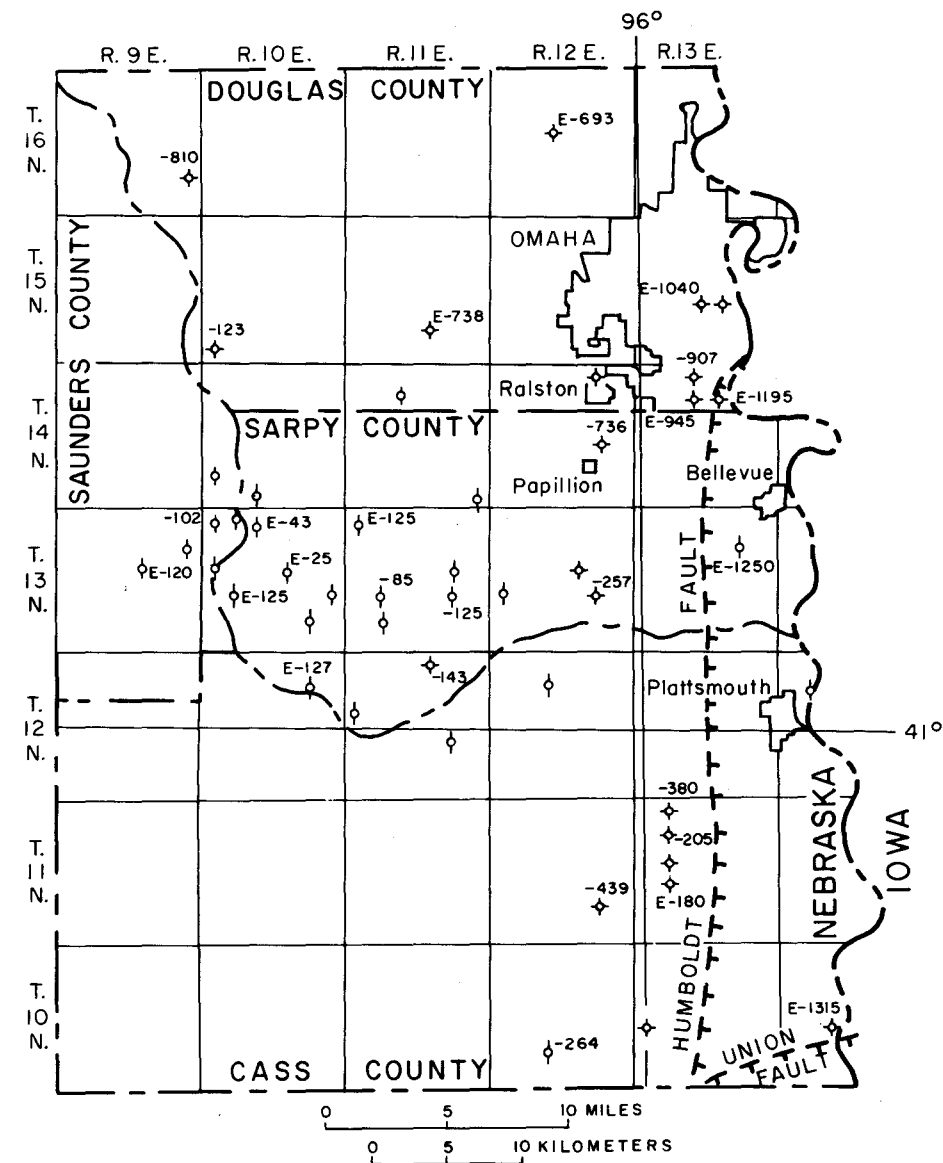 96°
R. 9 E. R. 10 E. R. 11 E. R. 12 E. R. 13 E.
DOUGLAS COUNTY
T. 16 N.
E-693
-810
SAUNDERS COUNTY
OMAHA
T. 15 N.
E-1040
E-738
-123
-907
Ralston
E-1195
E-945
T. 14 N.
SARPY COUNTY
-736
Papillion
Bellevue
-102
E-43
E-125
E-120
E-25
-85
-257
E-1250
T. 13 N.
E-125
-125
FAULT
E-127
-143
Plattsmouth
T. 12 N.
41°
-380
-205
T. 11 N.
E-180
-439
NEBRASKA
IOWA
HUMBOLDT
T. 10 N.
E-1315
-264
UNION
FAULT
CASS COUNTY
0 5 10 MILES
0 5 10 KILOMETERS